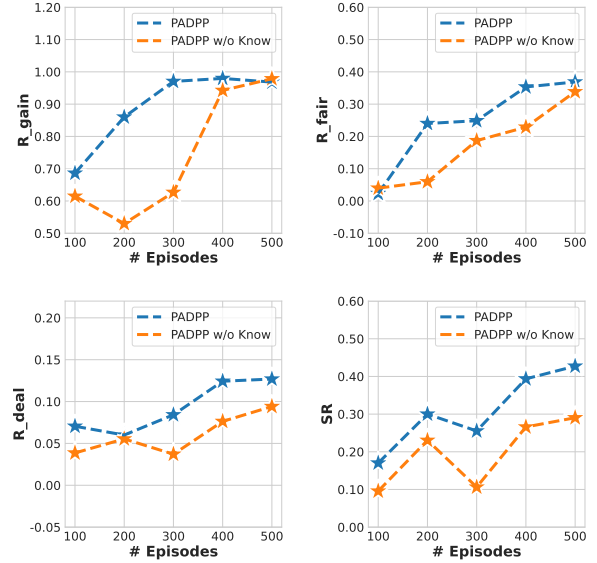 1.20
1.10
1.00
0.90
0.80
0.70
0.60
0.50
R_gain
PADPP
PADPP w/o Know
100 200 300 400 500
# Episodes
0.60
0.50
0.40
0.30
0.20
0.10
0.00
-0.10
R_fair
PADPP
PADPP w/o Know
100 200 300 400 500
# Episodes
0.20
0.15
0.10
0.05
0.00
-0.05
R_deal
PADPP
PADPP w/o Know
100 200 300 400 500
# Episodes
0.60
0.50
0.40
0.30
0.20
0.10
0.00
SR
PADPP
PADPP w/o Know
100 200 300 400 500
# Episodes